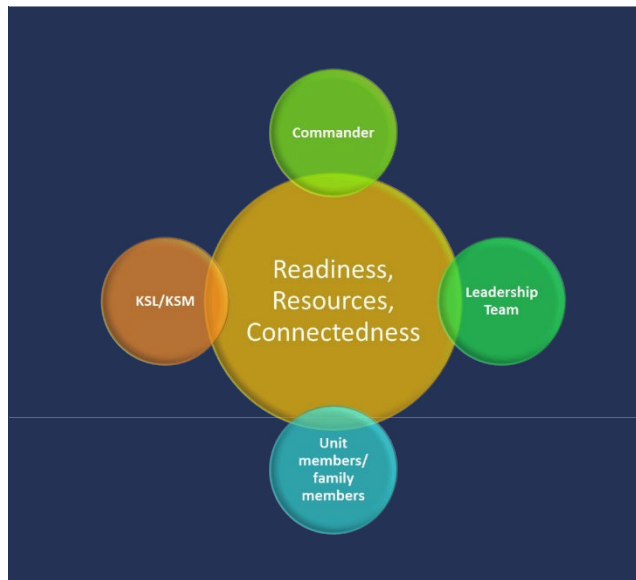 Commander
Readiness,
Resources,
Connectedness
KSL/KSM
Leadership
Team
Unit
members/
family
members